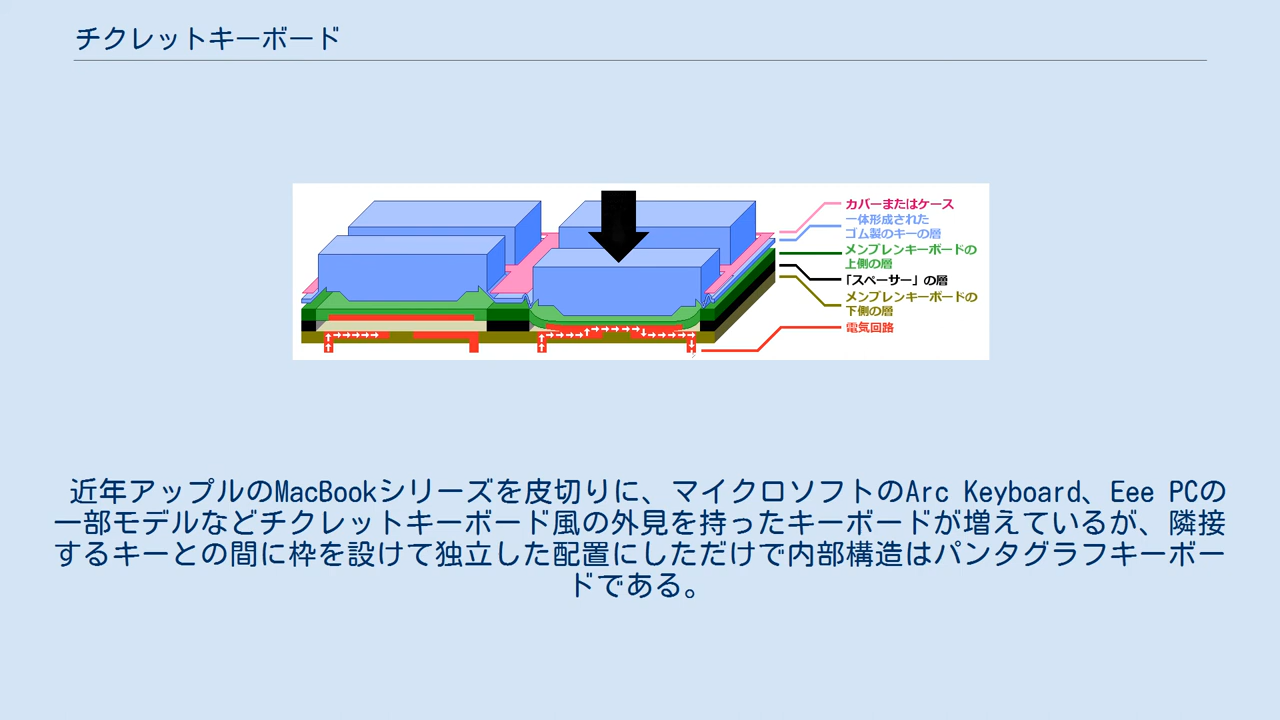 チクレットキーボード
カバーまたはケース
一体形成された
ゴム製のキーの層
メンブレンキーボードの
上側の層
「スペーサー」の層
メンブレンキーボードの
下側の層
電気回路
近年アップルのMacBookシリーズを皮切りに、マイクロソフトのArc Keyboard、Eee PCの
一部モデルなどチクレットキーボード風の外見を持ったキーボードが増えているが、隣接
するキーとの間に枠を設けて独立した配置にしただけで内部構造はパンタグラフキーボー
ドである。